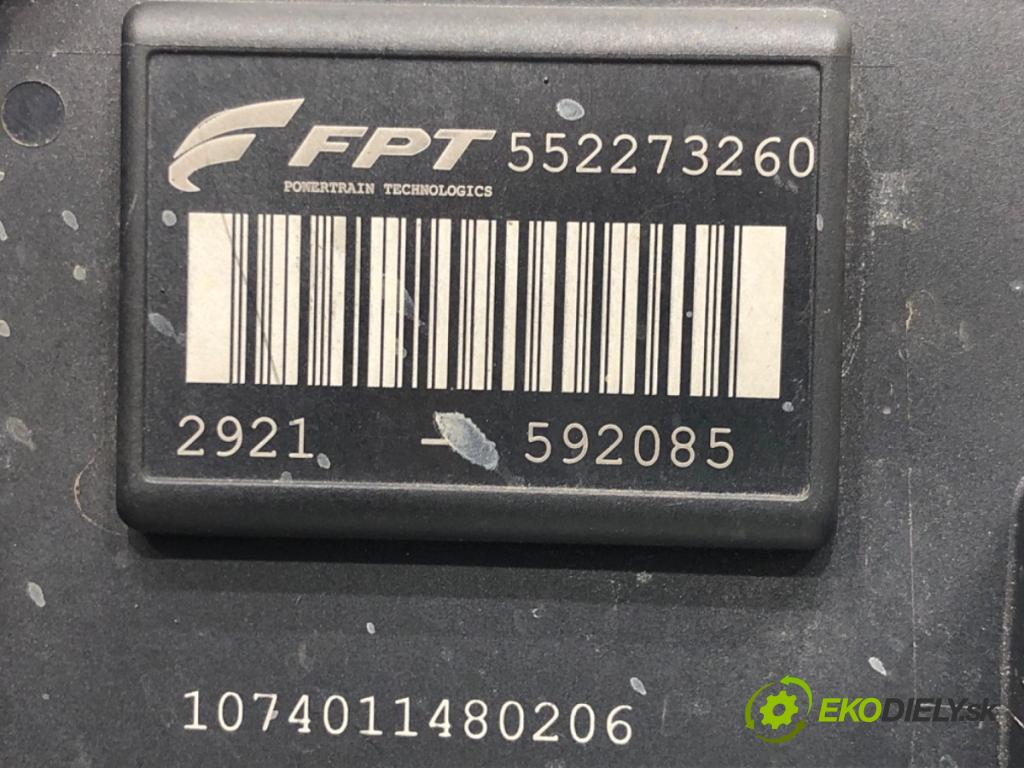 FPT 552273260
POWERTRAIN TECHNOLOGICS
2921 - 592085
1074011480206
EKODIELY.sk